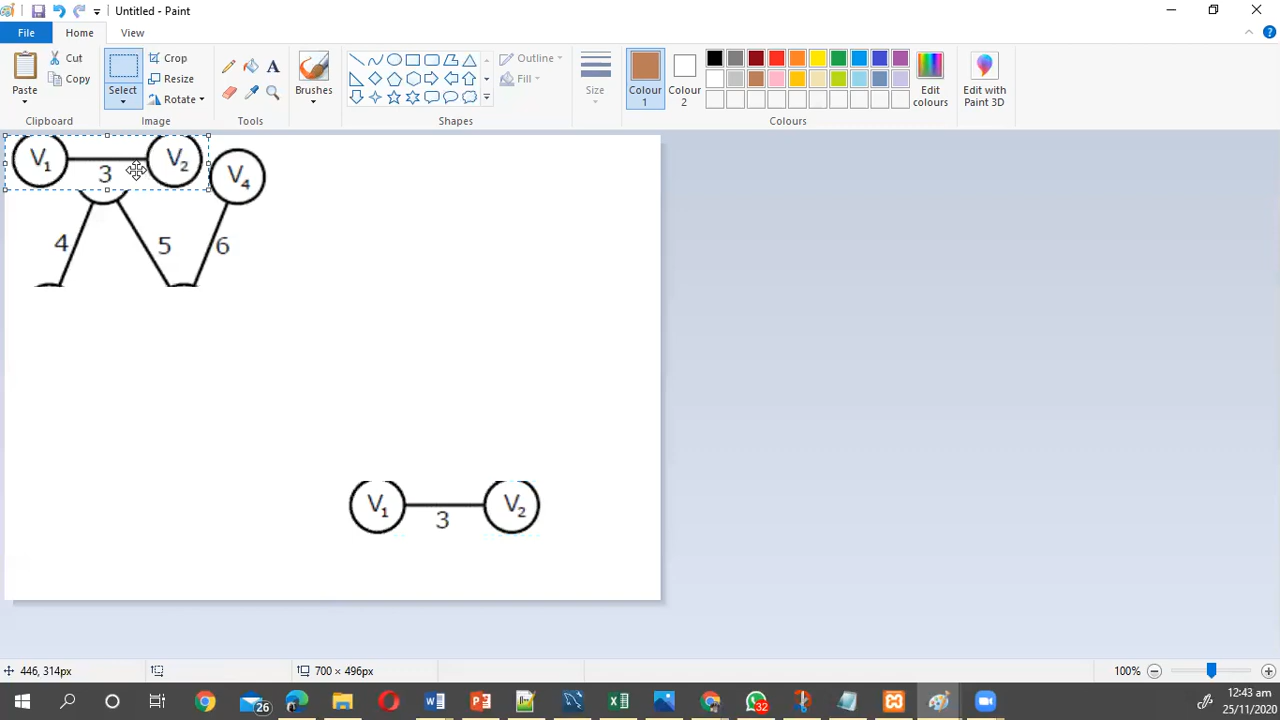 Untitled - Paint
File Home View
Paste
Cut
Copy
Clipboard
Select
Crop
Resize
Rotate
Image
A
Tools
Brushes
Shapes
Outline
Fill
Size
Colour 1
Colour 2
Edit colours
Edit with Paint 3D
Colours
V₁ 3 V₂
V₄
4 5 6
V₁ 3 V₂
446, 314px
700 × 496px
100%
26
32
12:43 am
25/11/2020